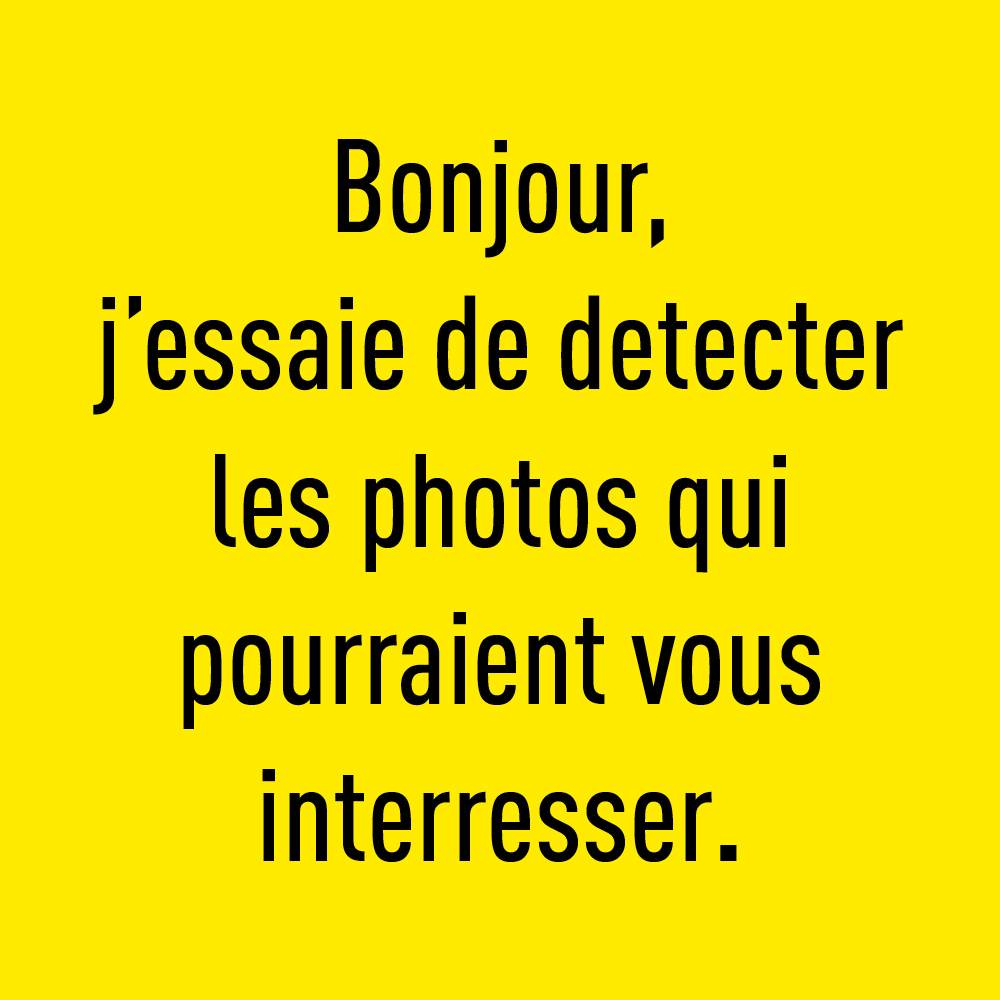 Bonjour,
j’essaie de detecter
les photos qui
pourraient vous
interresser.